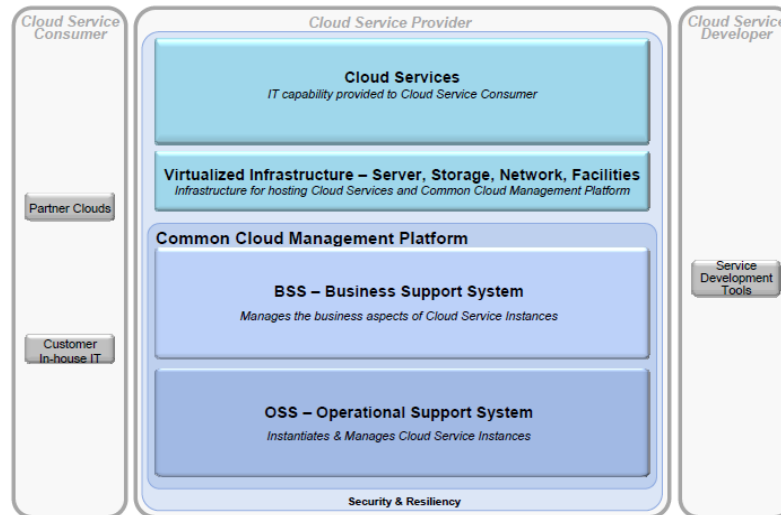 Cloud Service
Consumer
Partner Clouds
Customer
In-house IT
Cloud Service Provider
Cloud Services
IT capability provided to Cloud Service Consumer
Virtualized Infrastructure – Server, Storage, Network, Facilities
Infrastructure for hosting Cloud Services and Common Cloud Management Platform
Common Cloud Management Platform
BSS – Business Support System
Manages the business aspects of Cloud Service Instances
OSS – Operational Support System
Instantiates & Manages Cloud Service Instances
Security & Resiliency
Cloud Service
Developer
Service
Development
Tools